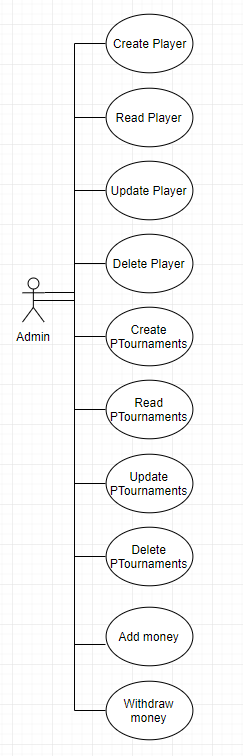 Create Player
Read Player
Update Player
Delete Player
Admin
Create
PTournaments
Read
PTournaments
Update
PTournaments
Delete
PTournaments
Add money
Withdraw
money